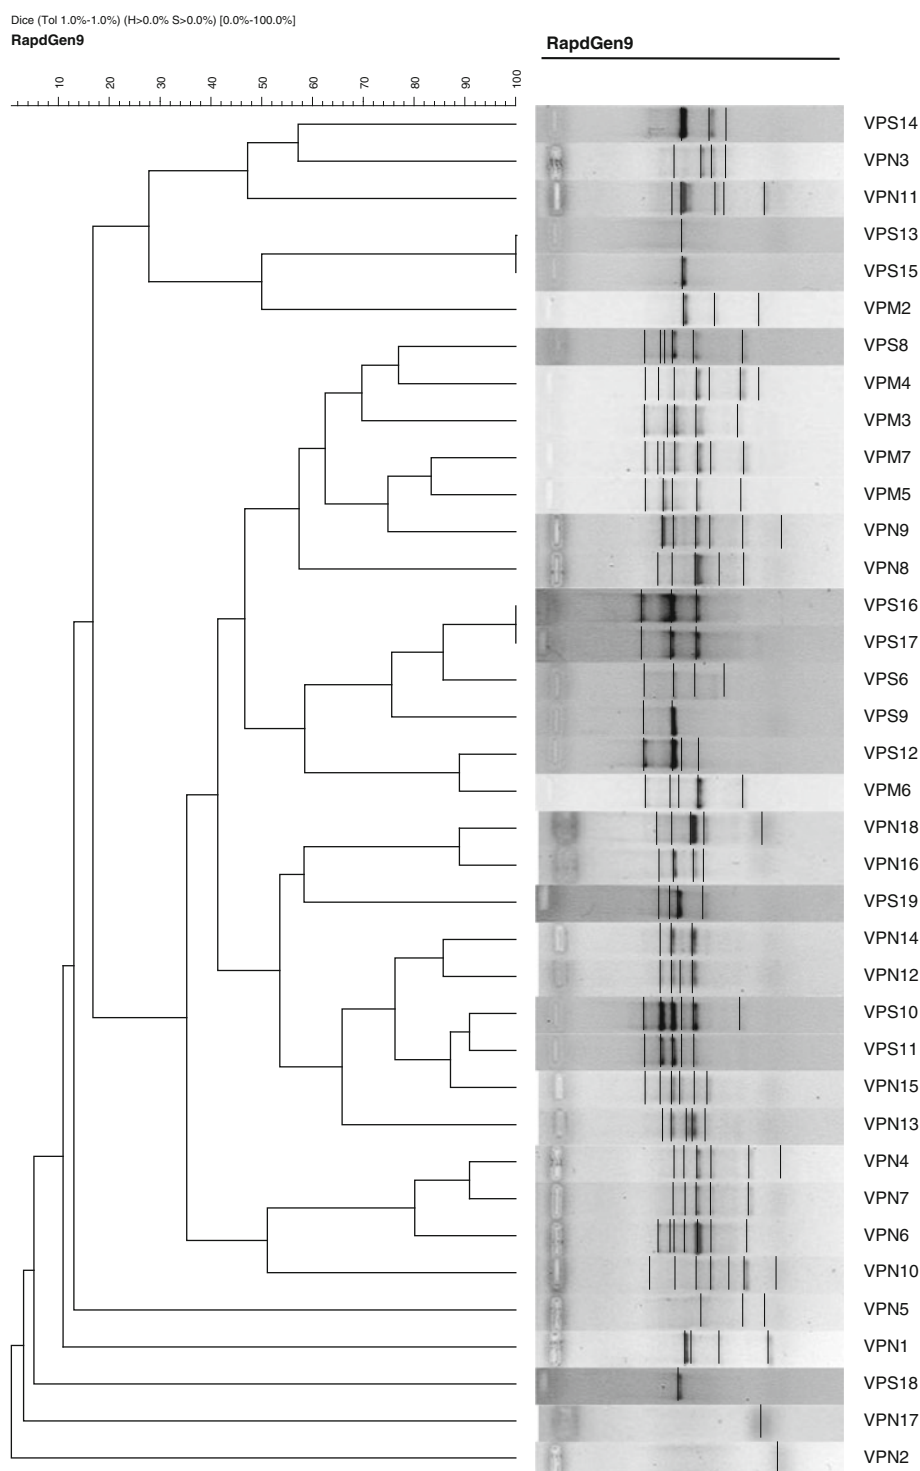 Dice (Tol 1.0%-1.0%) (H>0.0% S>0.0%) [0.0%-100.0%]
RapdGen9
RapdGen9
10 20 30 40 50 60 70 80 90 100
VPS14
VPN3
VPN11
VPS13
VPS15
VPM2
VPS8
VPM4
VPM3
VPM7
VPM5
VPN9
VPN8
VPS16
VPS17
VPS6
VPS9
VPS12
VPM6
VPN18
VPN16
VPS19
VPN14
VPN12
VPS10
VPS11
VPN15
VPN13
VPN4
VPN7
VPN6
VPN10
VPN5
VPN1
VPS18
VPN17
VPN2